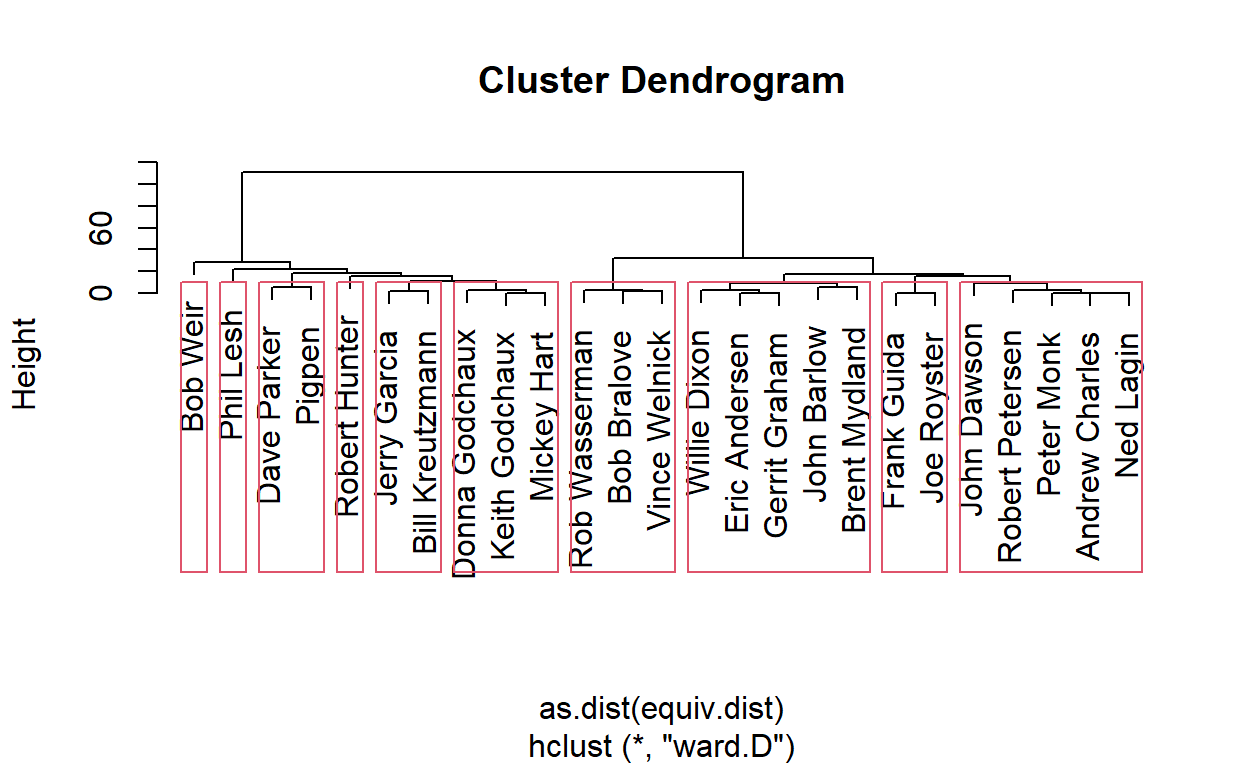 Cluster Dendrogram
Height
60
0
Bob Weir
Phil Lesh
Dave Parker
Pigpen
Robert Hunter
Jerry Garcia
Bill Kreutzmann
Donna Godchaux
Keith Godchaux
Mickey Hart
Rob Wasserman
Bob Bralove
Vince Welnick
Willie Dixon
Eric Andersen
Gerrit Graham
John Barlow
Brent Mydland
Frank Guida
Joe Royster
John Dawson
Robert Petersen
Peter Monk
Andrew Charles
Ned Lagin
as.dist(equiv.dist)
hclust (*, "ward.D")